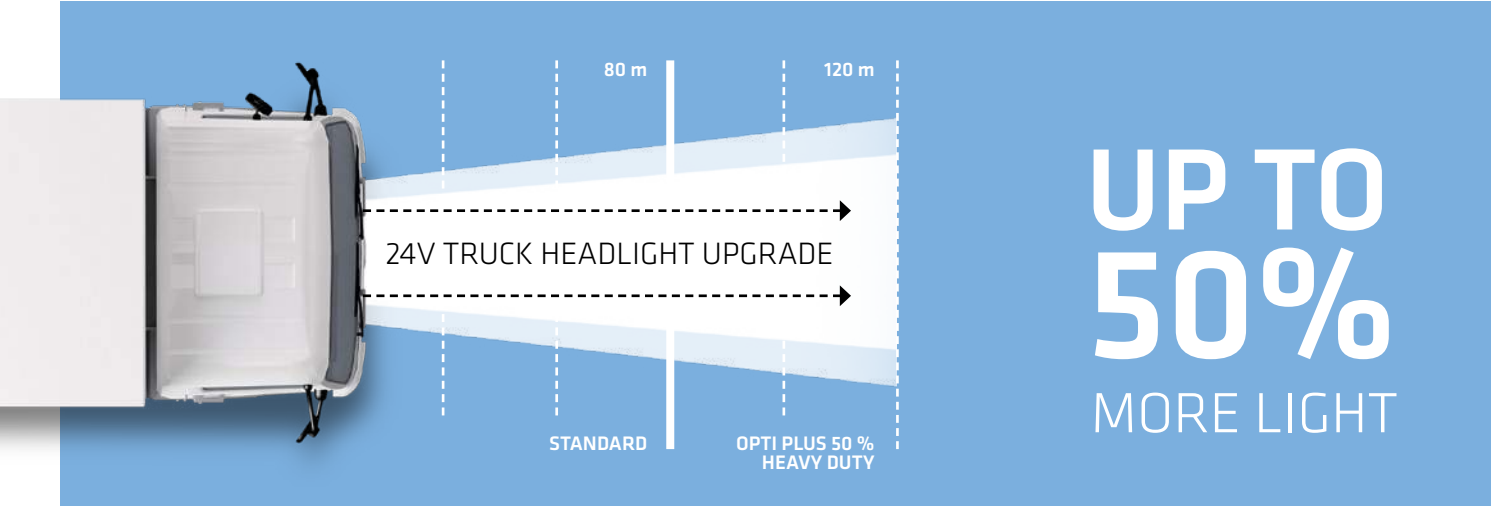 80 m
120 m
24V TRUCK HEADLIGHT UPGRADE
STANDARD
OPTI PLUS 50 %
HEAVY DUTY
UP TO
50%
MORE LIGHT